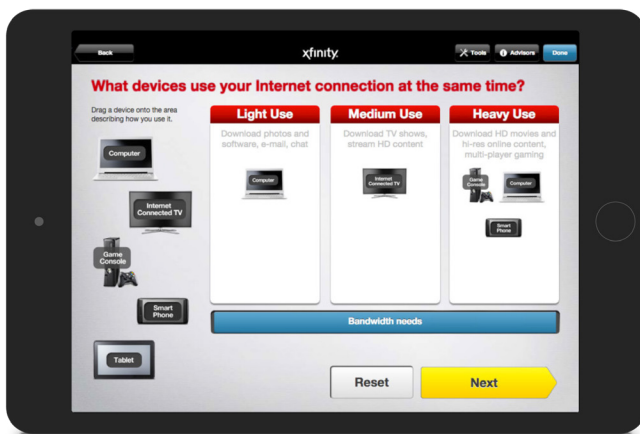 Back
xfinity
Tools
Advisors
Done
What devices use your Internet connection at the same time?
Drag a device onto the area
describing how you use it.
Computer
Internet
Connected TV
Game
Console
Smart
Phone
Tablet
Light Use
Download photos and
software, e-mail, chat
Computer
Medium Use
Download TV shows,
stream HD content
Internet
Connected TV
Heavy Use
Download HD movies and
hi-res online content,
multi-player gaming
Game
Console
Computer
Smart
Phone
Bandwidth needs
Reset
Next